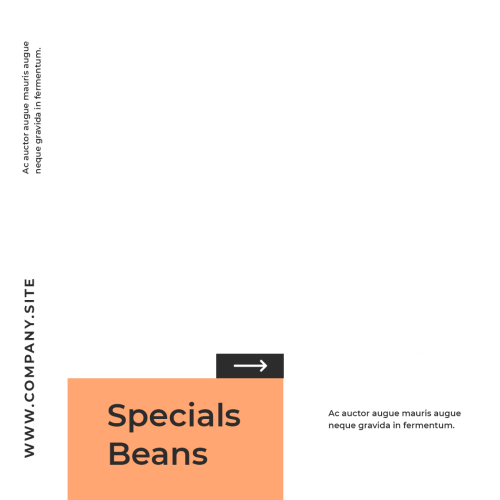 Ac auctor augue mauris augue
neque gravida in fermentum.
WWW.COMPANY.SITE
Specials
Beans
Ac auctor augue mauris augue
neque gravida in fermentum.